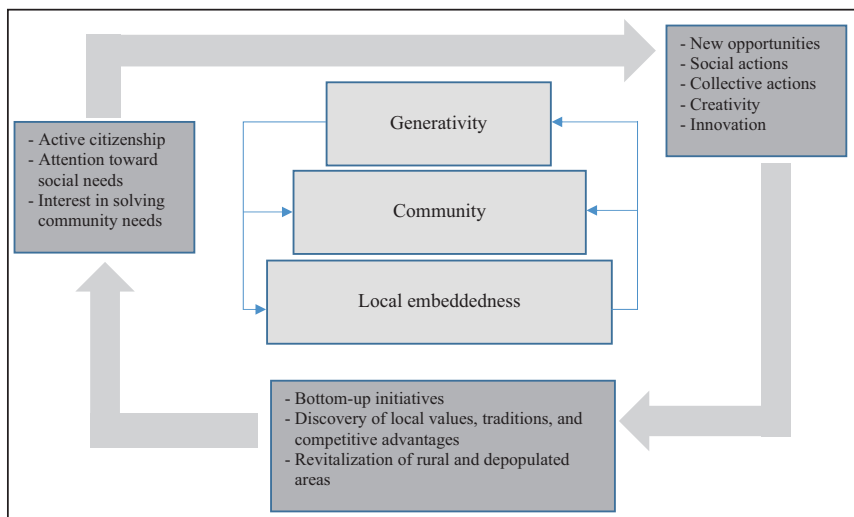 - New opportunities
- Social actions
- Collective actions
- Creativity
- Innovation
Generativity
- Active citizenship
- Attention toward
social needs
- Interest in solving
community needs
Community
Local embeddedness
- Bottom-up initiatives
- Discovery of local values, traditions, and
competitive advantages
- Revitalization of rural and depopulated
areas